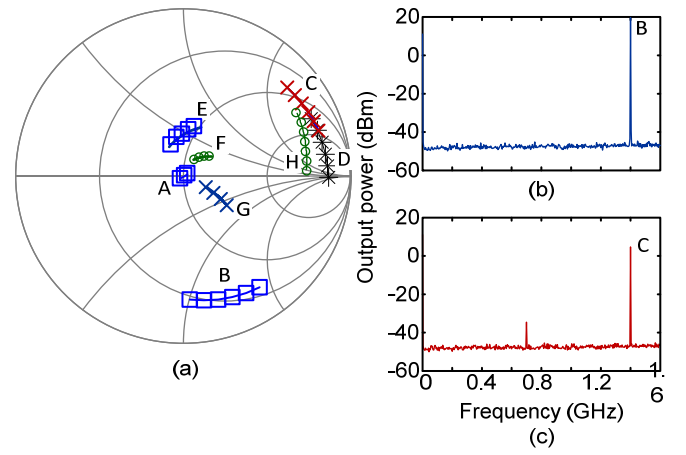 C
E
F
H
D
A
G
B
(a)
Output power (dBm)
20
0
-20
-40
-60
B
(b)
20
0
-20
-40
-60
C
0
0.4
0.8
1.2
1.
6
Frequency (GHz)
(c)